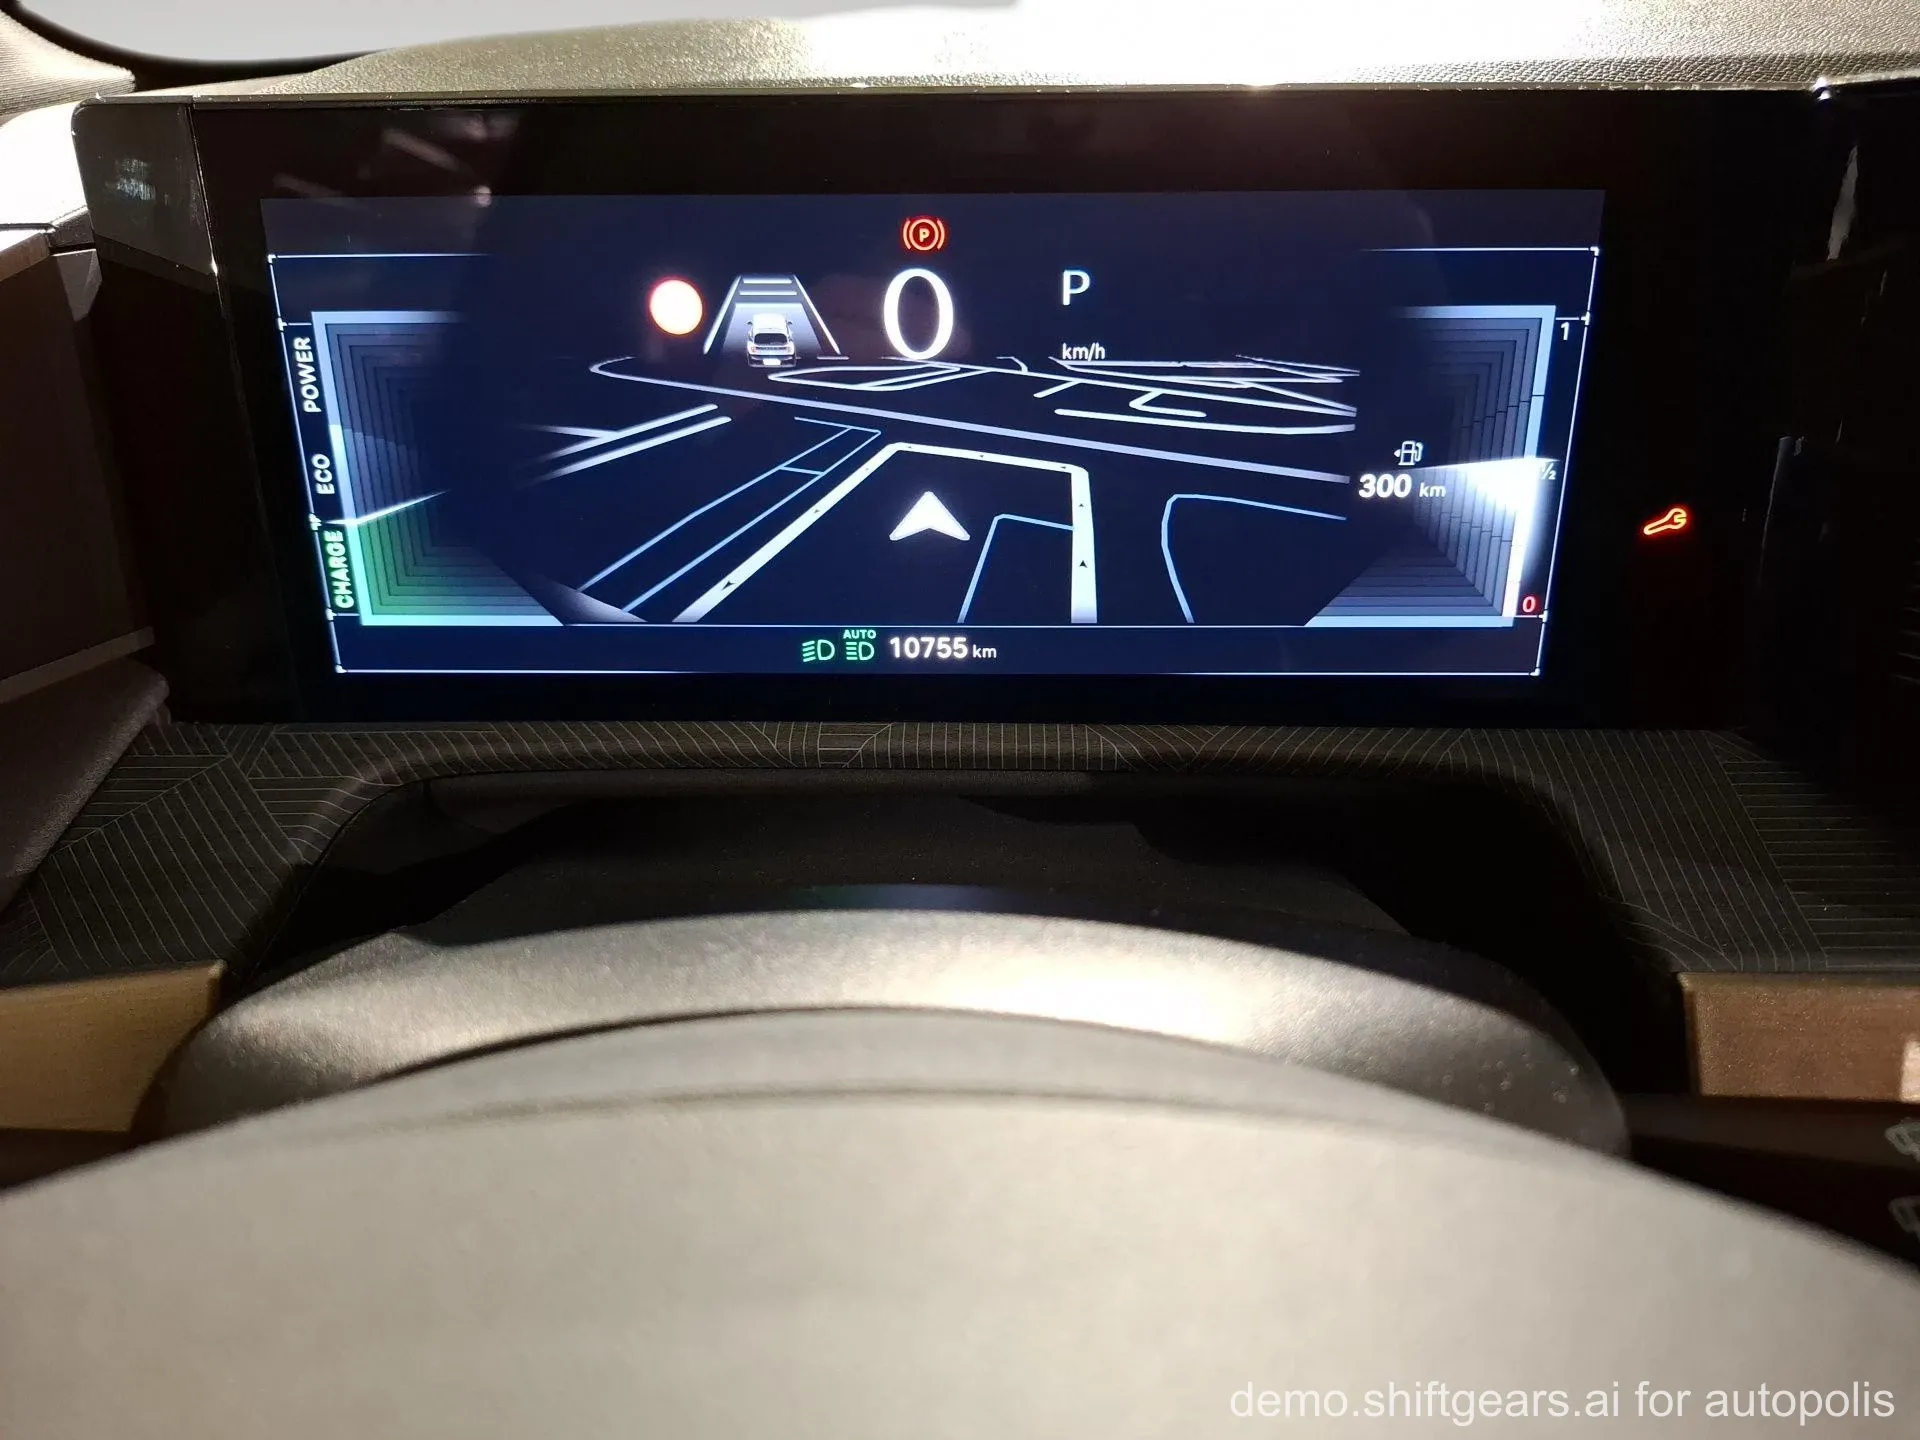 P
0
P
km/h
POWER
1
ECO
300 km
1/2
CHARGE
0
AUTO
10755 km
demo.shiftgears.ai for autopolis